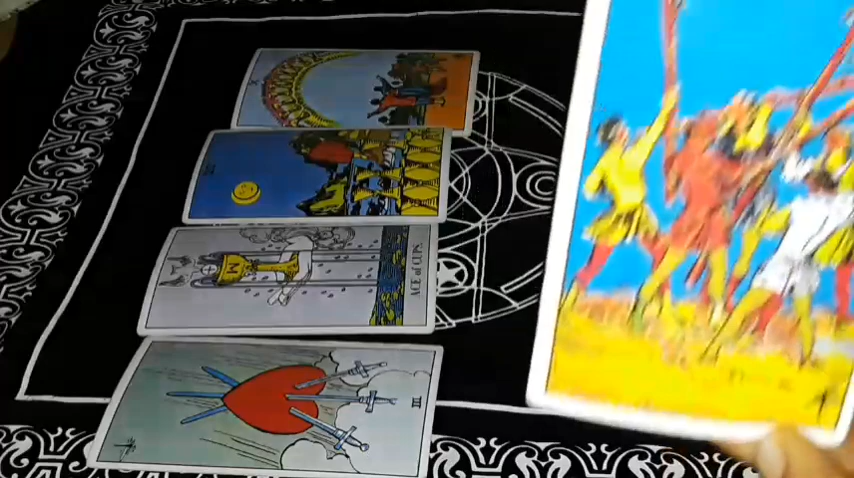 X
ACE of CUPS.
III